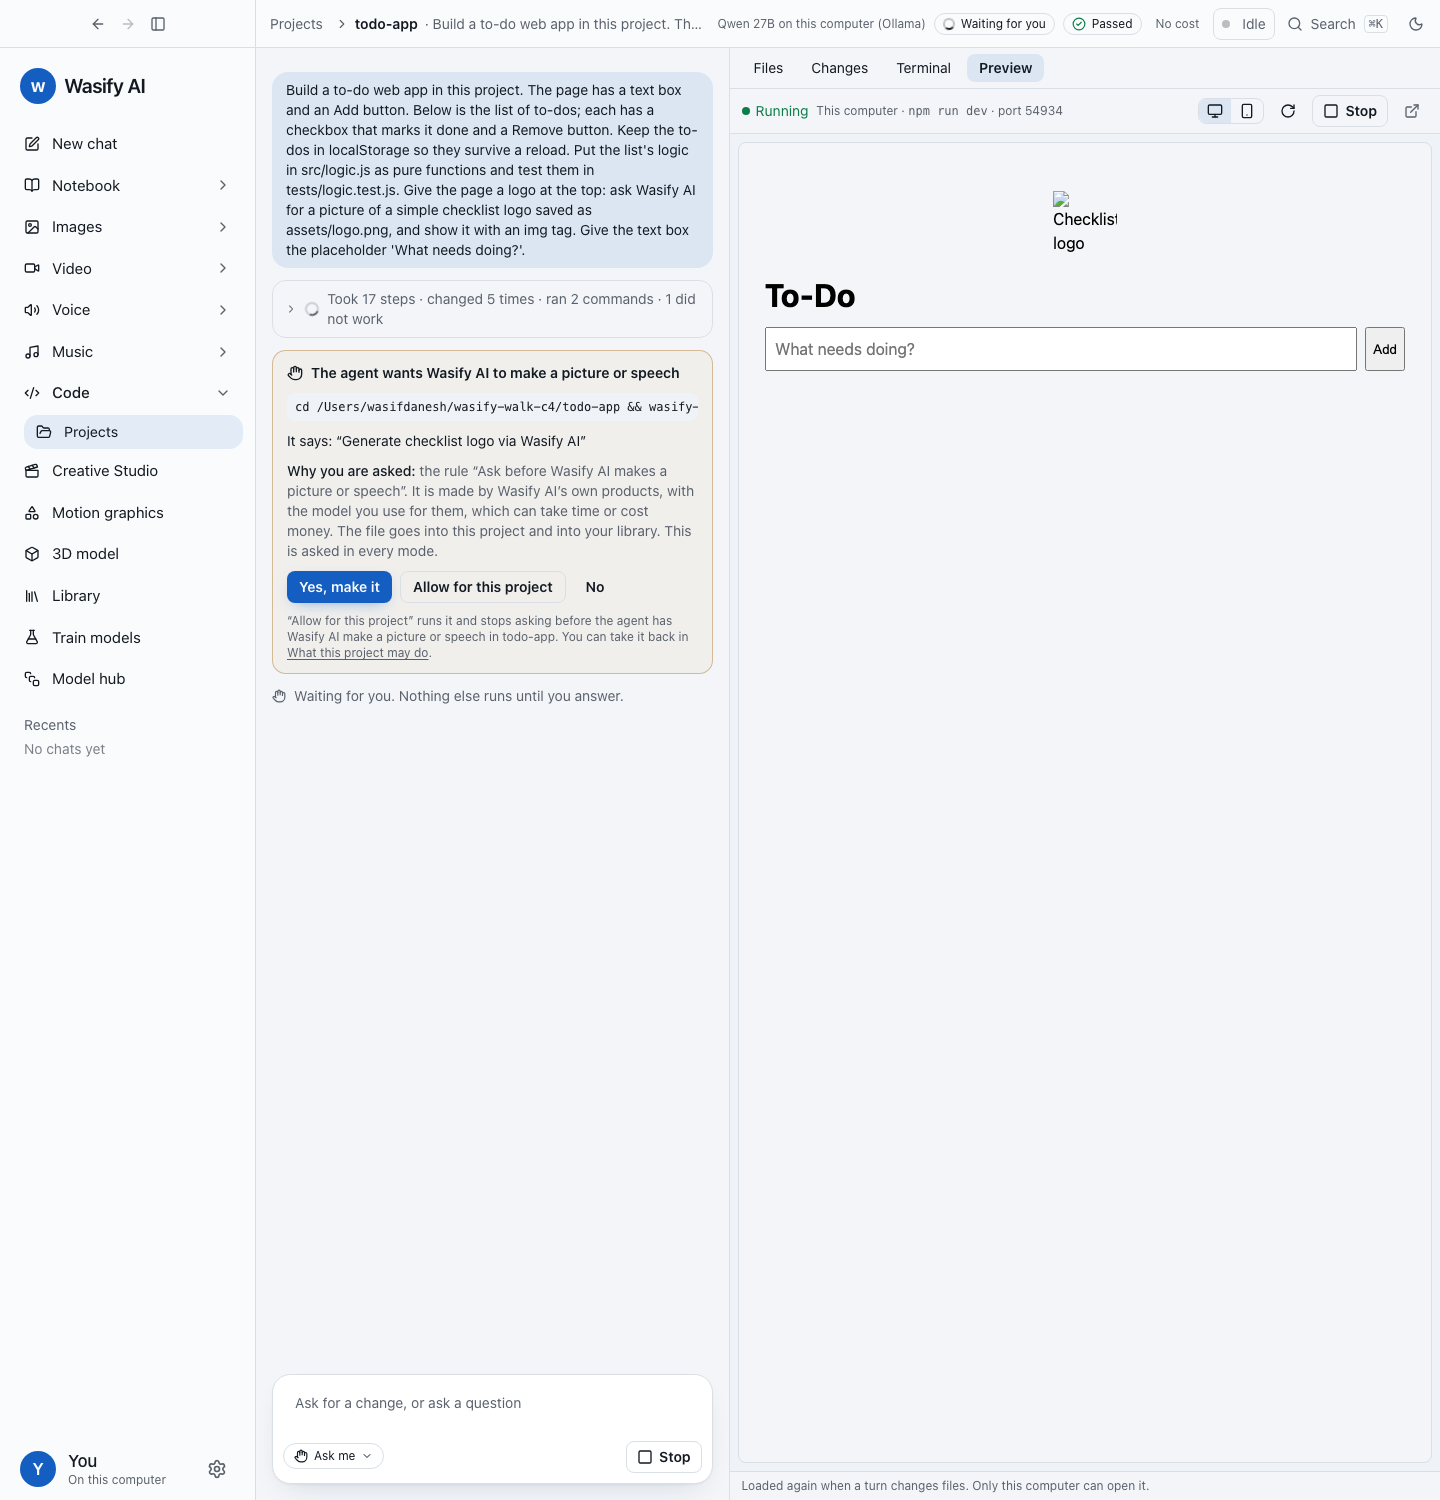 Projects
todo-app
· Build a to-do web app in this project. Th...
Qwen 27B on this computer (Ollama)
Waiting for you
Passed
No cost
Idle
Search
⌘K
W
Wasify AI
New chat
Notebook
Images
Video
Voice
Music
Code
Projects
Creative Studio
Motion graphics
3D model
Library
Train models
Model hub
Recents
No chats yet
Y
You
On this computer
Build a to-do web app in this project. The page has a text box
and an Add button. Below is the list of to-dos; each has a
checkbox that marks it done and a Remove button. Keep the to-
dos in localStorage so they survive a reload. Put the list's logic
in src/logic.js as pure functions and test them in
tests/logic.test.js. Give the page a logo at the top: ask Wasify AI
for a picture of a simple checklist logo saved as
assets/logo.png, and show it with an img tag. Give the text box
the placeholder 'What needs doing?'.
Took 17 steps · changed 5 times · ran 2 commands · 1 did
not work
The agent wants Wasify AI to make a picture or speech
cd /Users/wasifdanesh/wasify-walk-c4/todo-app && wasify-
It says: “Generate checklist logo via Wasify AI”
Why you are asked: the rule “Ask before Wasify AI makes a
picture or speech”. It is made by Wasify AI’s own products, with
the model you use for them, which can take time or cost
money. The file goes into this project and into your library. This
is asked in every mode.
Yes, make it
Allow for this project
No
“Allow for this project” runs it and stops asking before the agent has
Wasify AI make a picture or speech in todo-app. You can take it back in
What this project may do.
Waiting for you. Nothing else runs until you answer.
Ask for a change, or ask a question
Ask me
Stop
Files
Changes
Terminal
Preview
Running
This computer · npm run dev · port 54934
Stop
Checklist
logo
To-Do
What needs doing?
Add
Loaded again when a turn changes files. Only this computer can open it.